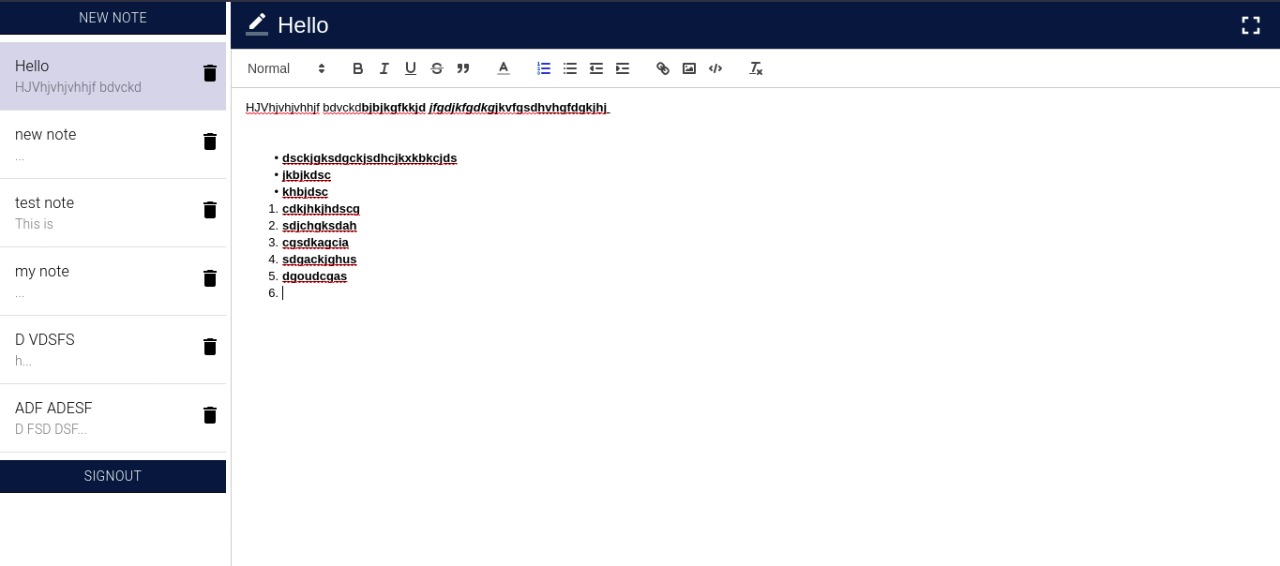 NEW NOTE
Hello
HJVhjvhjvhhjf bdvckd
new note
...
test note
This is
my note
...
D VDSFS
h...
ADF ADESF
D FSD DSF...
SIGNOUT
Hello
Normal
HJVhjvhjvhhjf bdvckdbjbjkgfkkjd jfgdjkfgdkgjkvfgsdhvhgfdgkjhj
• dsckjgksdgckjsdhcjkxkbkcjds
• jkbjkdsc
• khbjdsc
1. cdkjhkjhdscg
2. sdjchgksdah
3. cgsdkagcia
4. sdgackjghus
5. dgoudcgas
6.